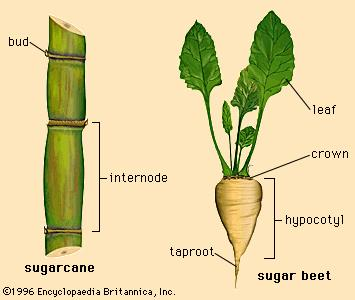 bud
internode
sugarcane
leaf
crown
hypocotyl
taproot
sugar beet
©1996 Encyclopaedia Britannica, Inc.